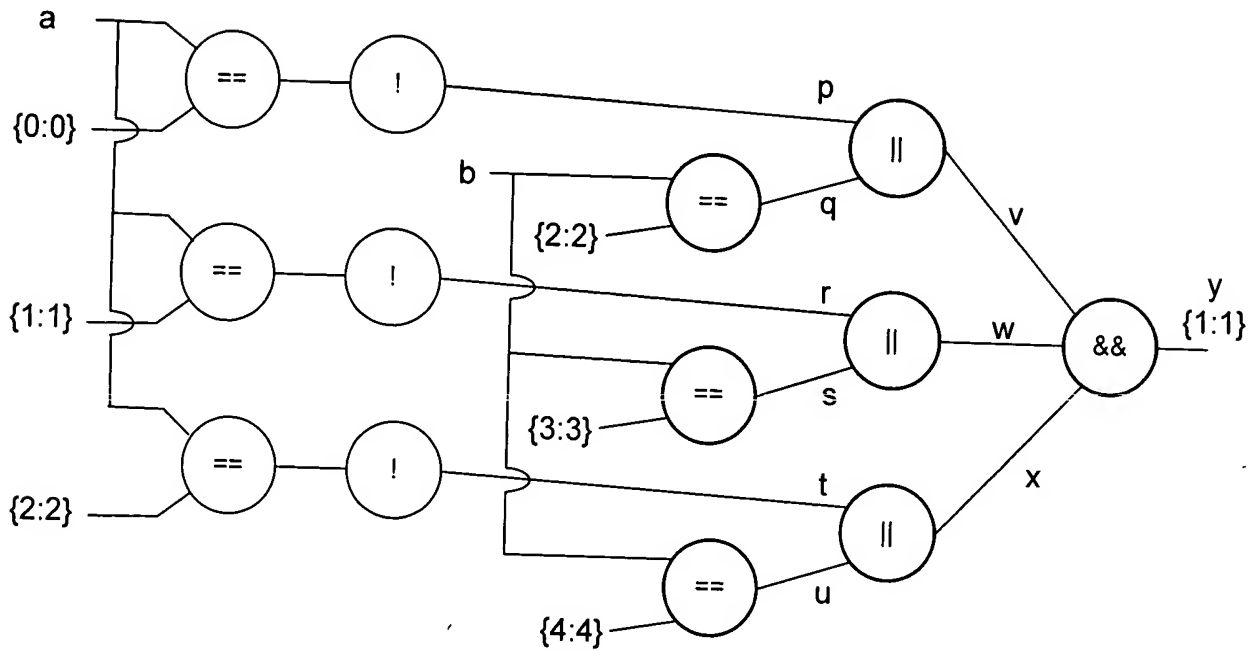 a
==
!
{0:0}
p
||
b
==
q
{2:2}
v
==
!
{1:1}
r
||
w
&&
y
{1:1}
==
s
{3:3}
==
!
{2:2}
t
||
x
==
u
{4:4}